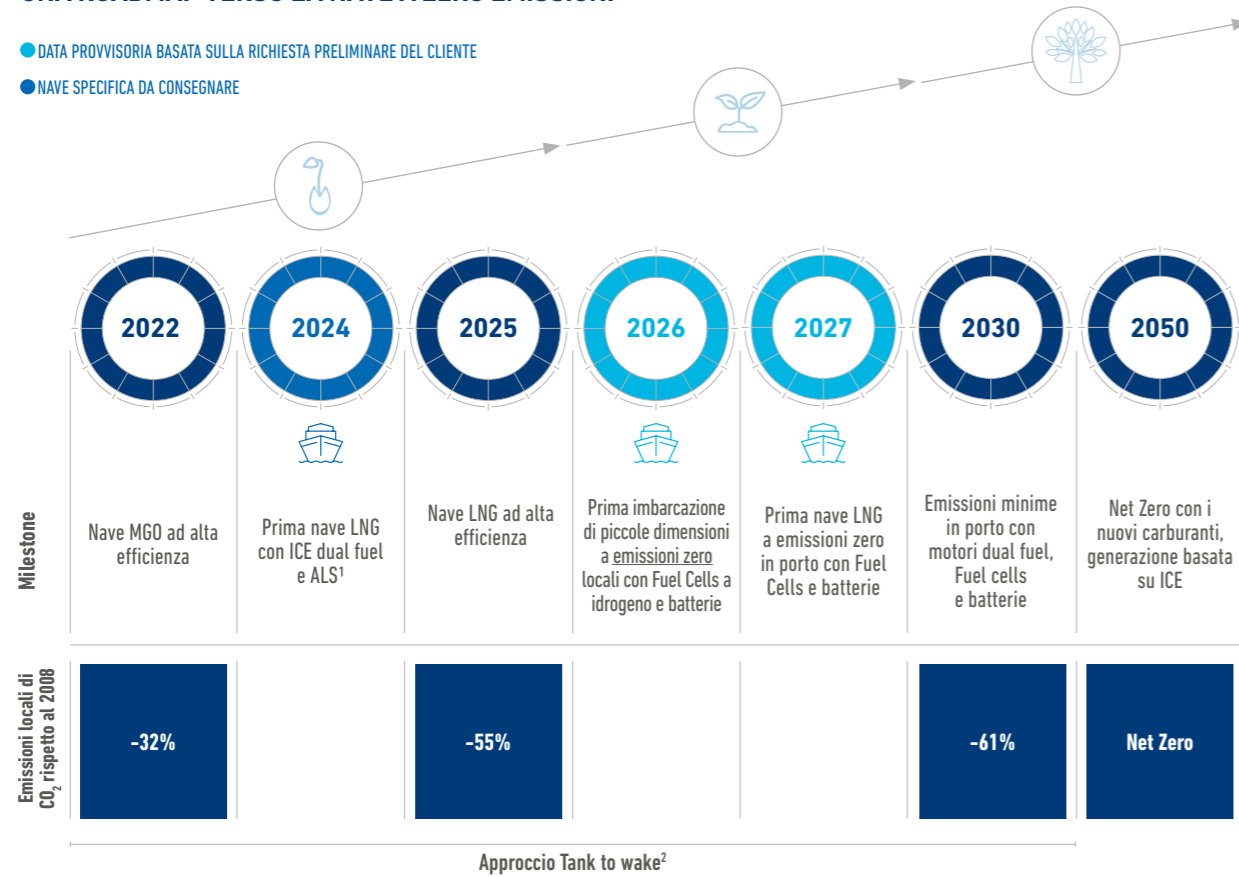 DATA PROVVISORIA BASATA SULLA RICHIESTA PRELIMINARE DEL CLIENTE
NAVE SPECIFICA DA CONSEGNARE
2022
2024
2025
2026
2027
2030
2050
Milestone
Nave MGO ad alta
efficienza
Prima nave LNG
con ICE dual fuel
e ALS¹
Nave LNG ad alta
efficienza
Prima imbarcazione
di piccole dimensioni
a emissioni zero
locali con Fuel Cells a
idrogeno e batterie
Prima nave LNG
a emissioni zero
in porto con Fuel
Cells e batterie
Emissioni minime
in porto con
motori dual fuel,
Fuel cells
e batterie
Net Zero con i
nuovi carburanti,
generazione basata
su ICE
Emissioni locali di
CO₂ rispetto al 2008
-32%
-55%
-61%
Net Zero
Approccio Tank to wake²